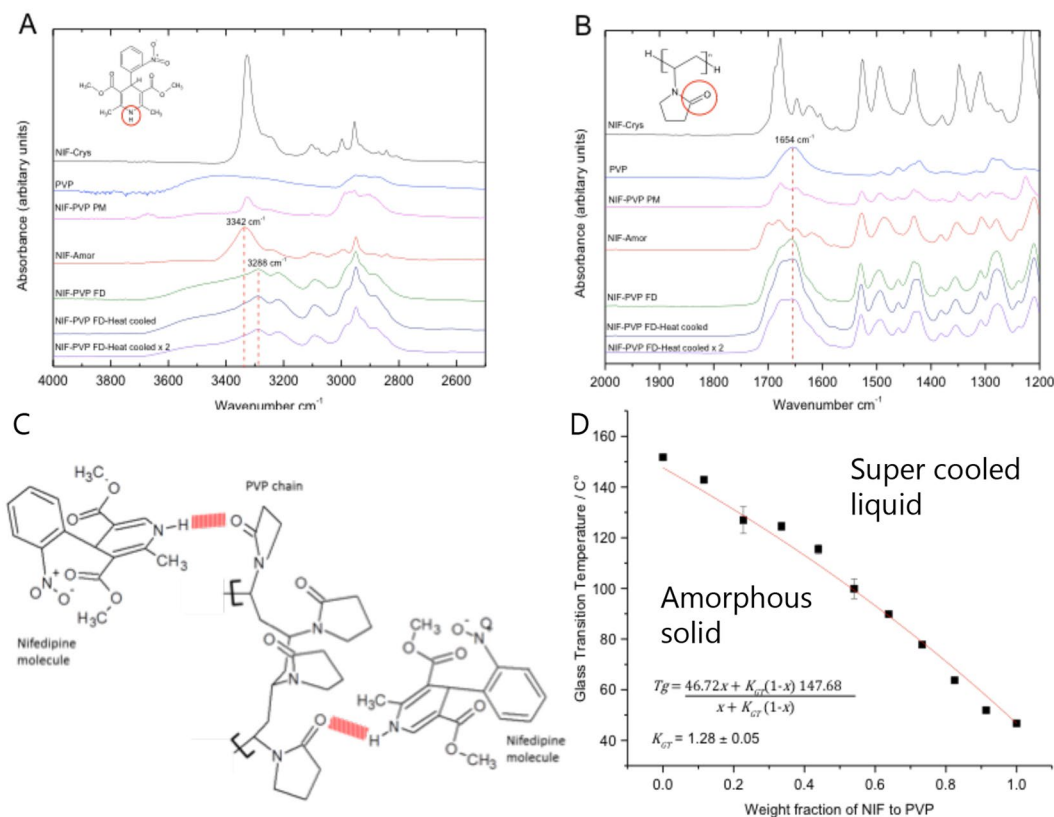 A
NIF-Crys
PVP
NIF-PVP PM
3342 cm⁻¹
NIF-Amor
3288 cm⁻¹
NIF-PVP FD
NIF-PVP FD-Heat cooled
NIF-PVP FD-Heat cooled x 2
4000 3800 3600 3400 3200 3000 2800 2600
Wavenumber cm⁻¹
Absorbance (arbitary units)
O⁻
N⁺
O
H
O
O
H₃C
O
O
CH₃
H₃C
N
H
CH₃
B
H
n
H
N
O
NIF-Crys
1654 cm⁻¹
PVP
NIF-PVP PM
NIF-Amor
NIF-PVP FD
NIF-PVP FD-Heat cooled
NIF-PVP FD-Heat cooled x 2
2000 1900 1800 1700 1600 1500 1400 1300 1200
Wavenumber cm⁻¹
Absorbance (arbitary units)
C
H₃C
O
O
PVP chain
N
H
O
N
CH₃
O
O
N⁺
O
O⁻
H₃C
Nifedipine
molecule
O
N
O
N
O
N
CH₃
O
O
O⁻
N⁺
O
H₃C
N
H
O
O
CH₃
Nifedipine
molecule
D
160
140
120
100
80
60
40
Glass Transition Temperature / C°
Super cooled
liquid
Amorphous
solid
Tg = 46.72x + K_GT(1-x) 147.68
x + K_GT(1-x)
K_GT = 1.28 ± 0.05
0.0 0.2 0.4 0.6 0.8 1.0
Weight fraction of NIF to PVP